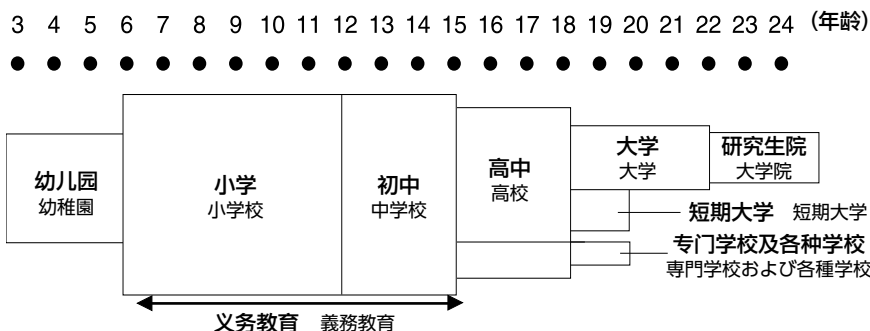 3 4 5 6 7 8 9 10 11 12 13 14 15 16 17 18 19 20 21 22 23 24 (年龄)
幼儿园
幼稚園
小学
小学校
初中
中学校
高中
高校
大学
大学
研究生院
大学院
短期大学 短期大学
专门学校及各种学校
専門学校および各種学校
义务教育 義務教育